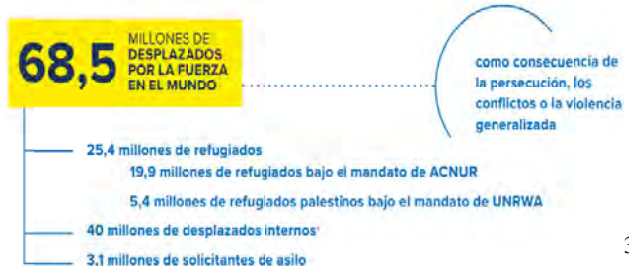 68,5
MILLONES DE
DESPLAZADOS
POR LA FUERZA
EN EL MUNDO
como consecuencia de
la persecución, los
conflictos o la violencia
generalizada
25,4 millones de refugiados
19,9 millones de refugiados bajo el mandato de ACNUR
5,4 millones de refugiados palestinos bajo el mandato de UNRWA
40 millones de desplazados internos
3,1 millones de solicitantes de asilo